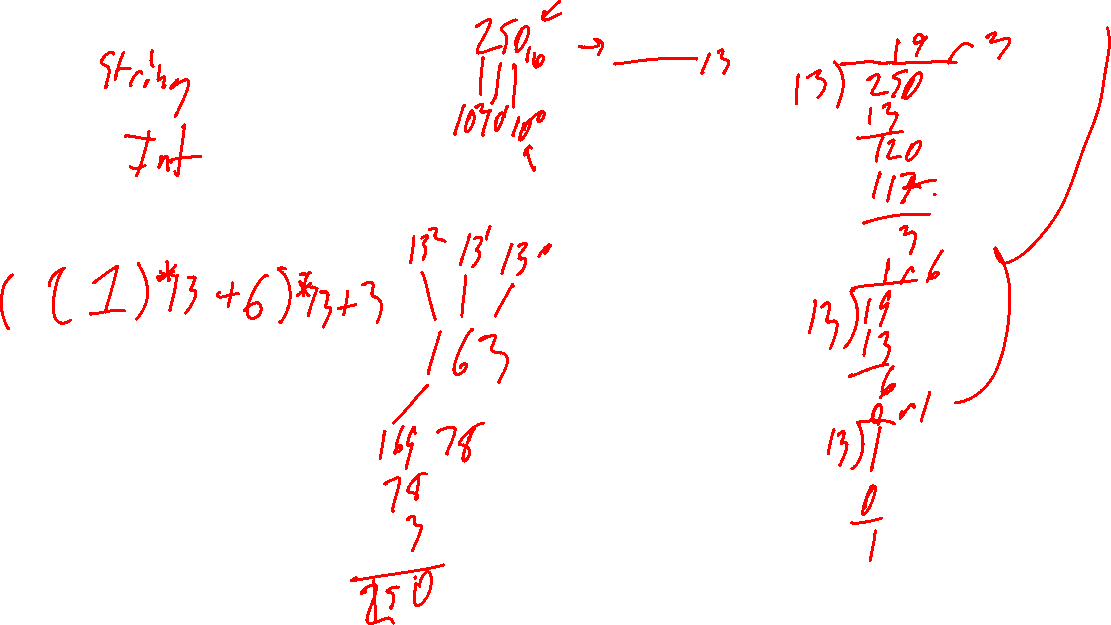 String
Int
250₁₀ → ___ 13
10² 10¹ 10⁰
((1)*13+6)*13+3
13² 13¹ 13⁰
163
169 78
78
3
250
19 r 3
13)250
13
120
117
3
1 r 6
13)19
13
6
0 r 1
13)1
0
1